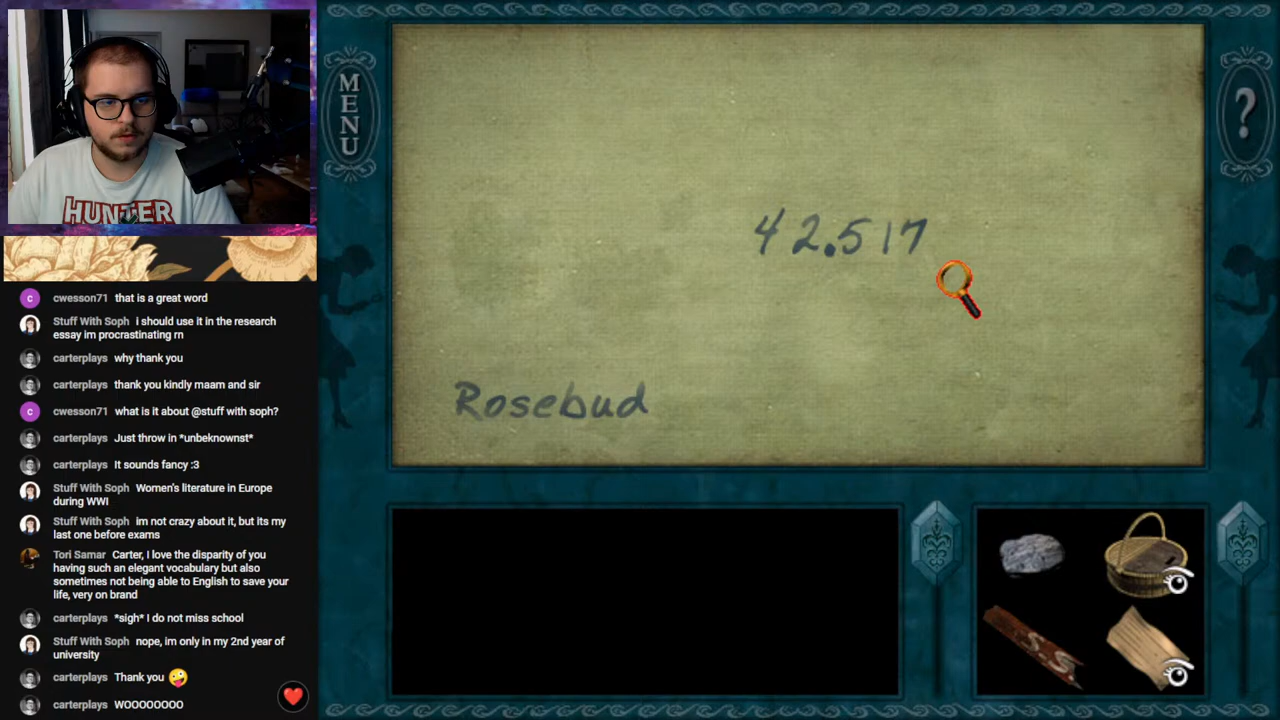 HUNTER
cwesson71 that is a great word
Stuff With Soph i should use it in the research
essay im procrastinating rn
carterplays why thank you
carterplays thank you kindly maam and sir
cwesson71 what is it about @stuff with soph?
carterplays Just throw in *unbeknownst*
carterplays It sounds fancy :3
Stuff With Soph Women's literature in Europe
during WWI
Stuff With Soph im not crazy about it, but its my
last one before exams
Tori Samar Carter, I love the disparity of you
having such an elegant vocabulary but also
sometimes not being able to English to save your
life, very on brand
carterplays *sigh* I do not miss school
Stuff With Soph nope, im only in my 2nd year of
university
carterplays Thank you 🤪
carterplays WOOOOOOOO
MENU
42.517
Rosebud
?
S.S